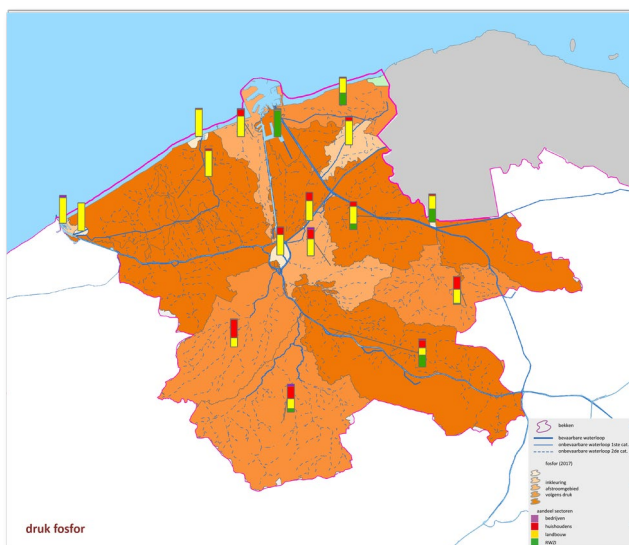 bekken
bevaarbare waterloop
onbevaarbare waterloop 1ste cat.
onbevaarbare waterloop 2de cat.
fosfor (2017)
inkleuring
afstroomgebied
volgens druk
aandeel sectoren
bedrijven
huishoudens
landbouw
RWZI
druk fosfor